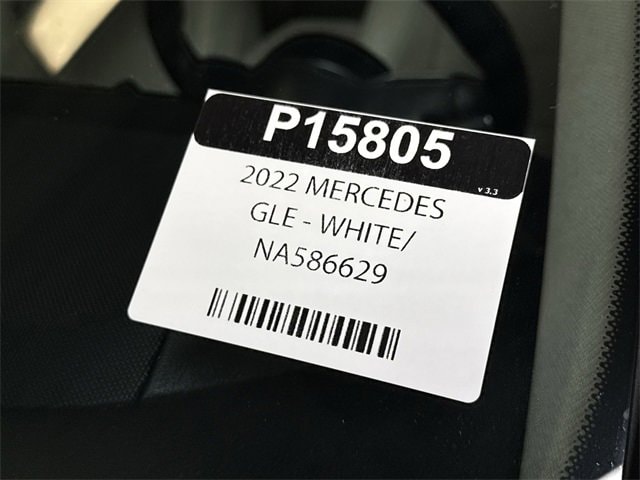 P15805
v 3.3
2022 MERCEDES
GLE - WHITE/
NA586629